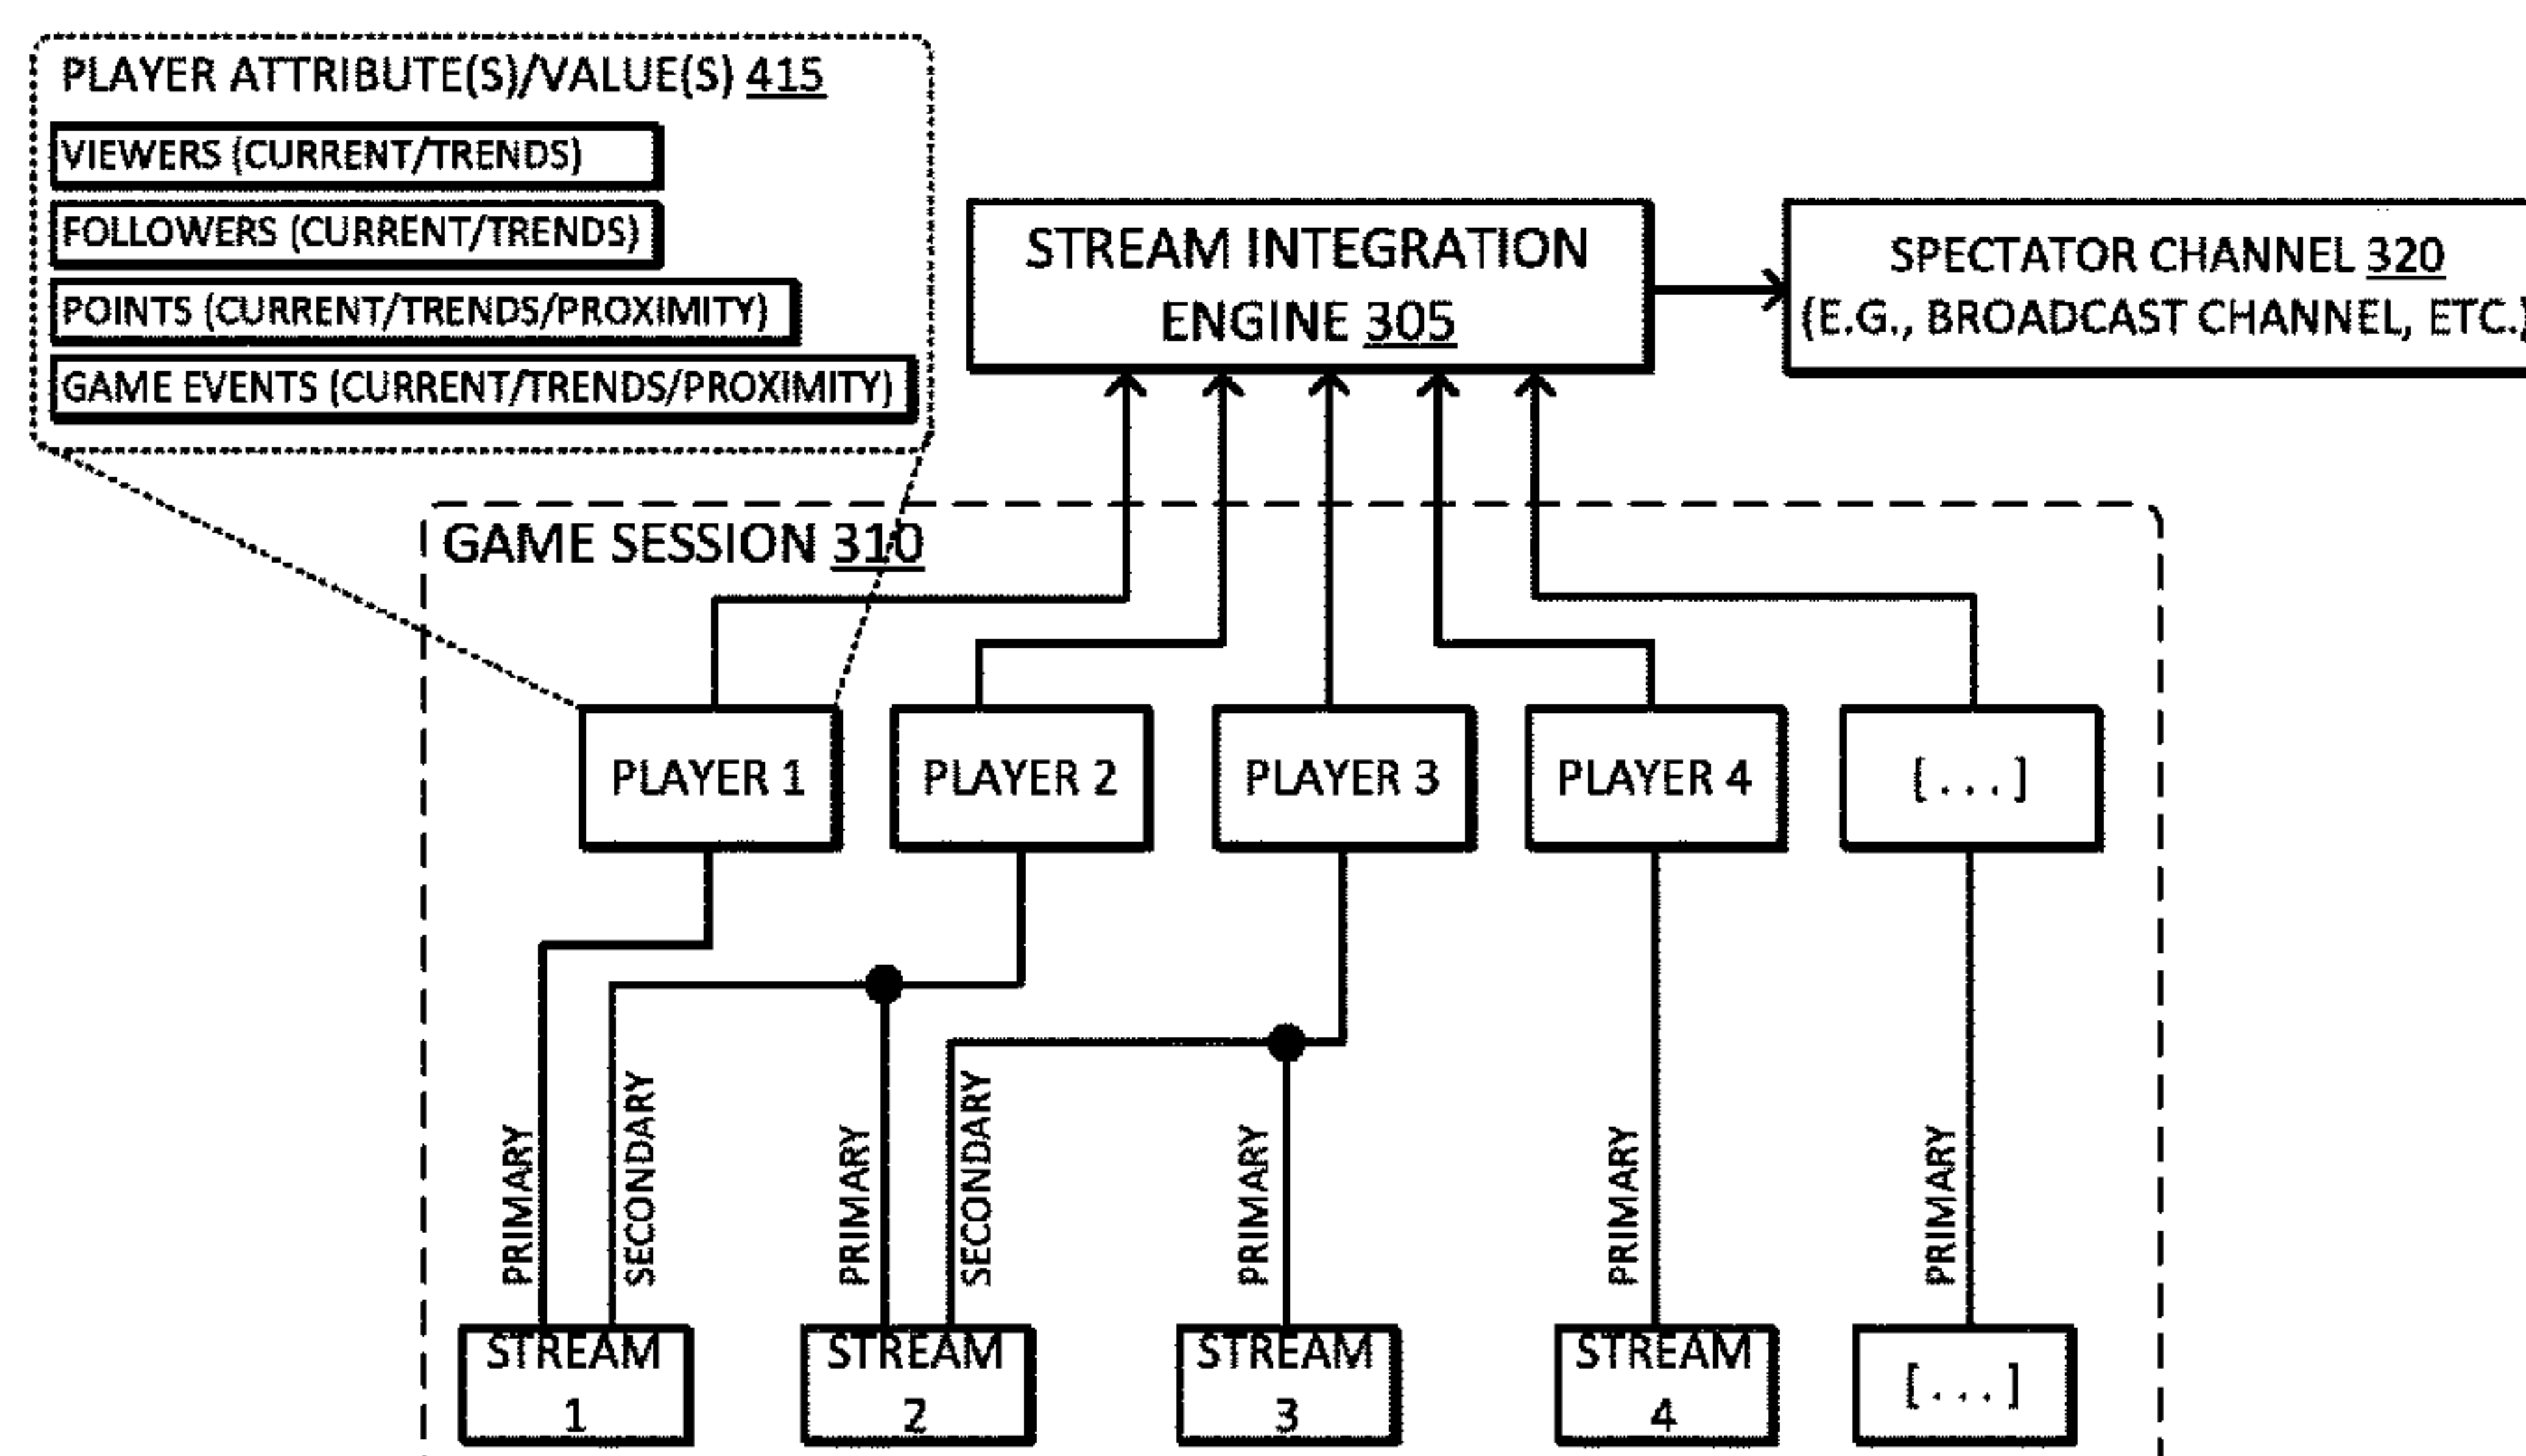 PLAYER ATTRIBUTE(S)/VALUE(S) 415
VIEWERS (CURRENT/TRENDS)
FOLLOWERS (CURRENT/TRENDS)
POINTS (CURRENT/TRENDS/PROXIMITY)
GAME EVENTS (CURRENT/TRENDS/PROXIMITY)
STREAM INTEGRATION
ENGINE 305
SPECTATOR CHANNEL 320
(E.G., BROADCAST CHANNEL, ETC.)
GAME SESSION 310
PLAYER 1
PLAYER 2
PLAYER 3
PLAYER 4
[...]
PRIMARY
SECONDARY
PRIMARY
SECONDARY
PRIMARY
PRIMARY
PRIMARY
STREAM
1
STREAM
2
STREAM
3
STREAM
4
[...]